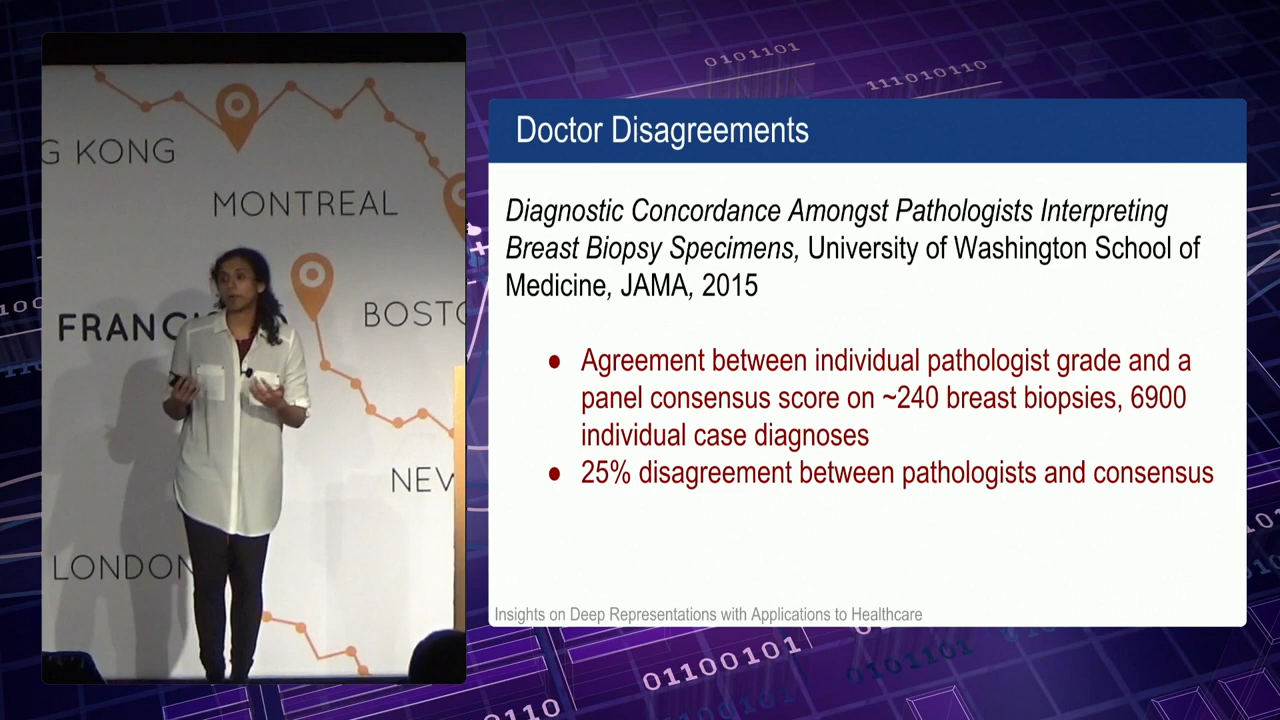 0101101
111010110
G KONG
MONTREAL
FRANCI
BOSTO
NEV
LONDON
Doctor Disagreements
Diagnostic Concordance Amongst Pathologists Interpreting
Breast Biopsy Specimens, University of Washington School of
Medicine, JAMA, 2015
● Agreement between individual pathologist grade and a
panel consensus score on ~240 breast biopsies, 6900
individual case diagnoses
● 25% disagreement between pathologists and consensus
Insights on Deep Representations with Applications to Healthcare
01100101
0101101